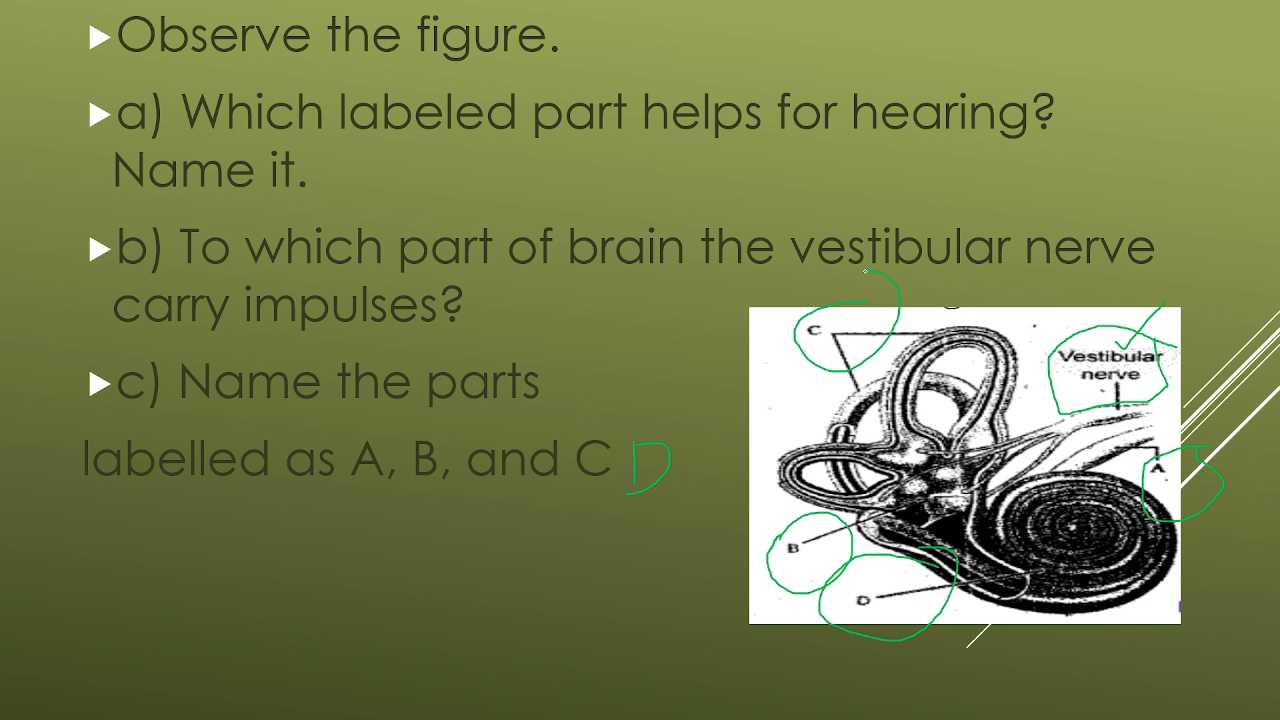 Observe the figure.
a) Which labeled part helps for hearing?
Name it.
b) To which part of brain the vestibular nerve
carry impulses?
c) Name the parts
labelled as A, B, and C D
C
Vestibular
nerve
A
B
D